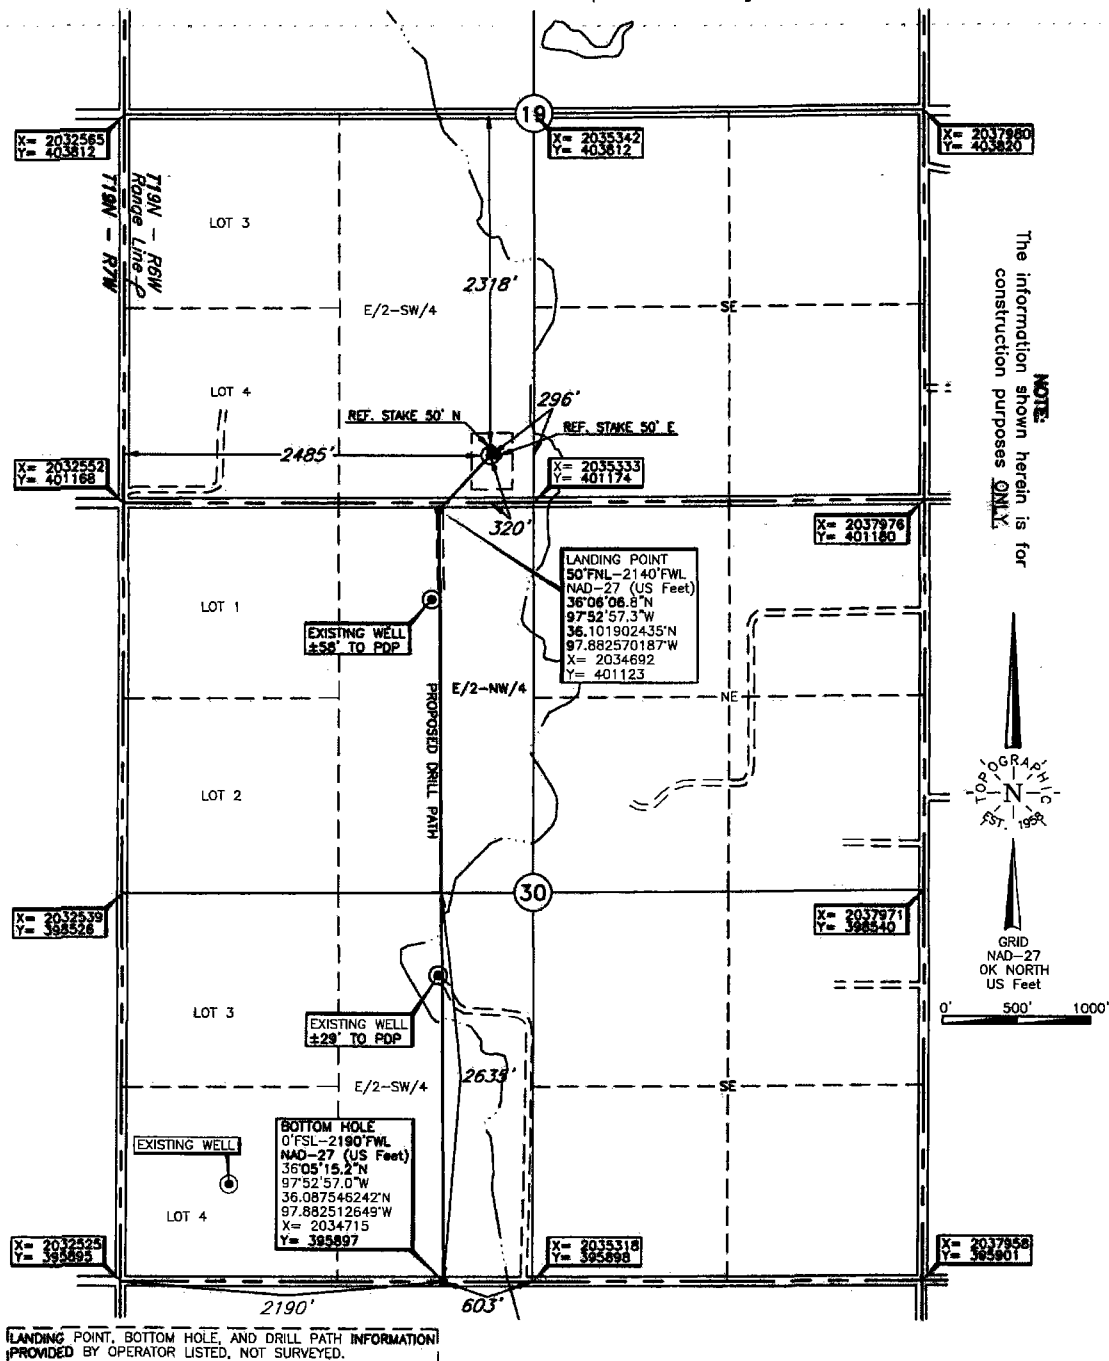 19
X= 2032565
Y= 403812
X= 2035342
Y= 403812
X= 2037980
Y= 403820
T19N - R6W
Range Line
T19N - R7W
LOT 3
2318'
E/2-SW/4
SE
The information shown herein is for
construction purposes ONLY.
NOTE:
LOT 4
296'
REF. STAKE 50' N
REF. STAKE 50' E
2485'
X= 2032552
Y= 401168
X= 2035333
Y= 401174
320'
X= 2037976
Y= 401180
LANDING POINT
50'FNL-2140'FWL
NAD-27 (US Feet)
36°06'06.8"N
97°52'57.3"W
36.101902435°N
97.882570187°W
X= 2034692
Y= 401123
LOT 1
EXISTING WELL
±58' TO PDP
E/2-NW/4
NE
PROPOSED DRILL PATH
LOT 2
TOPOGRAPHIC
N
EST. 1958
30
X= 2032539
Y= 398526
X= 2037971
Y= 398540
GRID
NAD-27
OK NORTH
US Feet
0' 500' 1000'
LOT 3
EXISTING WELL
±29' TO PDP
2635'
E/2-SW/4
SE
BOTTOM HOLE
0'FSL-2190'FWL
NAD-27 (US Feet)
36°05'15.2"N
97°52'57.0"W
36.087546242°N
97.882512649°W
X= 2034715
Y= 395897
EXISTING WELL
LOT 4
X= 2032525
Y= 395895
X= 2035318
Y= 395898
X= 2037958
Y= 395901
2190'
603'
LANDING POINT, BOTTOM HOLE, AND DRILL PATH INFORMATION
PROVIDED BY OPERATOR LISTED, NOT SURVEYED.